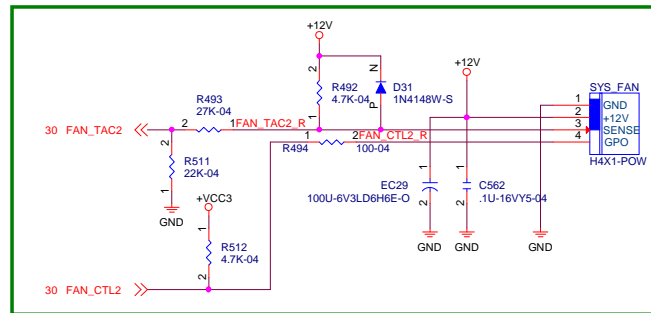 +12V
+12V
SYS_FAN
2
R492
4.7K-04
1
N
D31
1N4148W-S
P
1 GND
2 +12V
3 SENSE
4 GPO
H4X1-POW
R493
27K-04
30 FAN_TAC2
2
1
FAN_TAC2_R
R494
1
2
FAN_CTL2_R
100-04
2
R511
22K-04
1
GND
+VCC3
1
R512
4.7K-04
2
EC29
100U-6V3LD6H6E-O
1
2
GND
C562
.1U-16VY5-04
1
2
GND
GND
30 FAN_CTL2